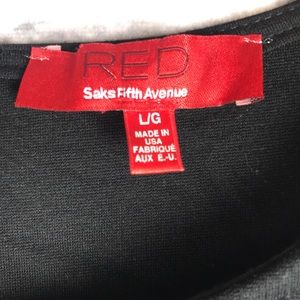 RED
Saks Fifth Avenue
L/G
MADE IN
USA
FABRIQUÉ
AUX É.-U.